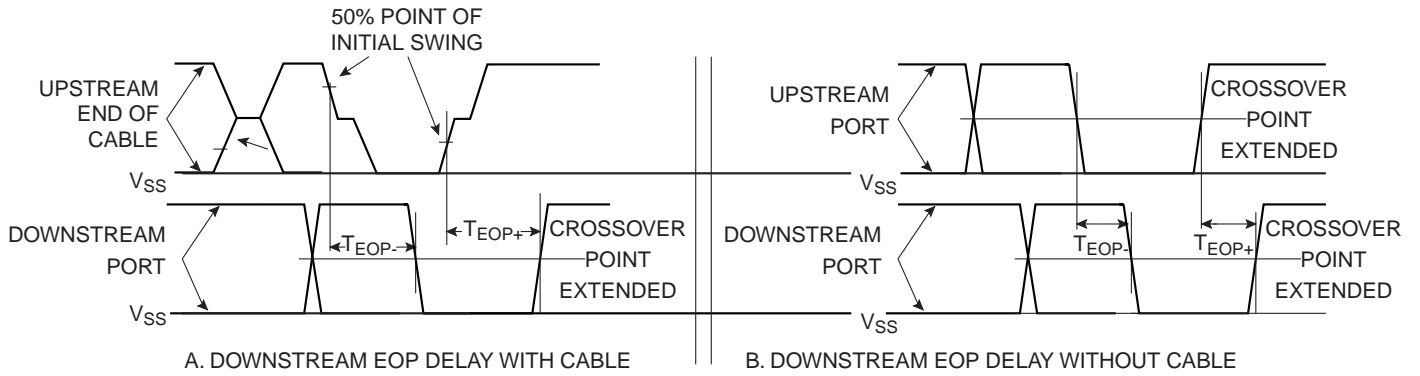 50% POINT OF
INITIAL SWING
UPSTREAM
END OF
CABLE
VSS
DOWNSTREAM
PORT
TEOP-
TEOP+
CROSSOVER
POINT
EXTENDED
VSS
A. DOWNSTREAM EOP DELAY WITH CABLE
UPSTREAM
PORT
CROSSOVER
POINT
EXTENDED
VSS
DOWNSTREAM
PORT
TEOP-
TEOP+
CROSSOVER
POINT
EXTENDED
VSS
B. DOWNSTREAM EOP DELAY WITHOUT CABLE